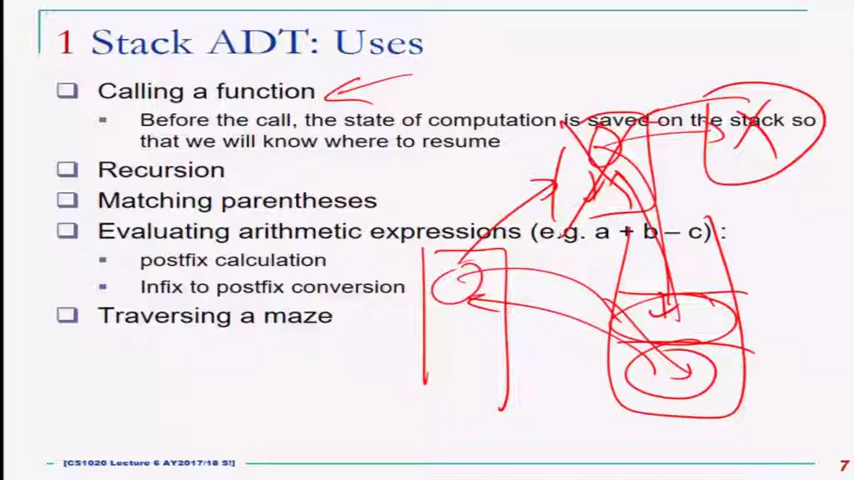 1 Stack ADT: Uses
Calling a function
Before the call, the state of computation is saved on the stack so
that we will know where to resume
Recursion
Matching parentheses
Evaluating arithmetic expressions (e.g. a + b – c) :
postfix calculation
Infix to postfix conversion
Traversing a maze
[CS1020 Lecture 6 AY2017/18 S1]
7